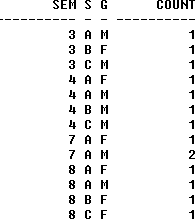 SEM S G COUNT
---------- - - ----------
3 A M 1
3 B F 1
3 C M 1
4 A F 1
4 A M 1
4 B M 1
4 C M 1
7 A F 1
7 A M 2
8 A F 1
8 A M 1
8 B F 1
8 C F 1